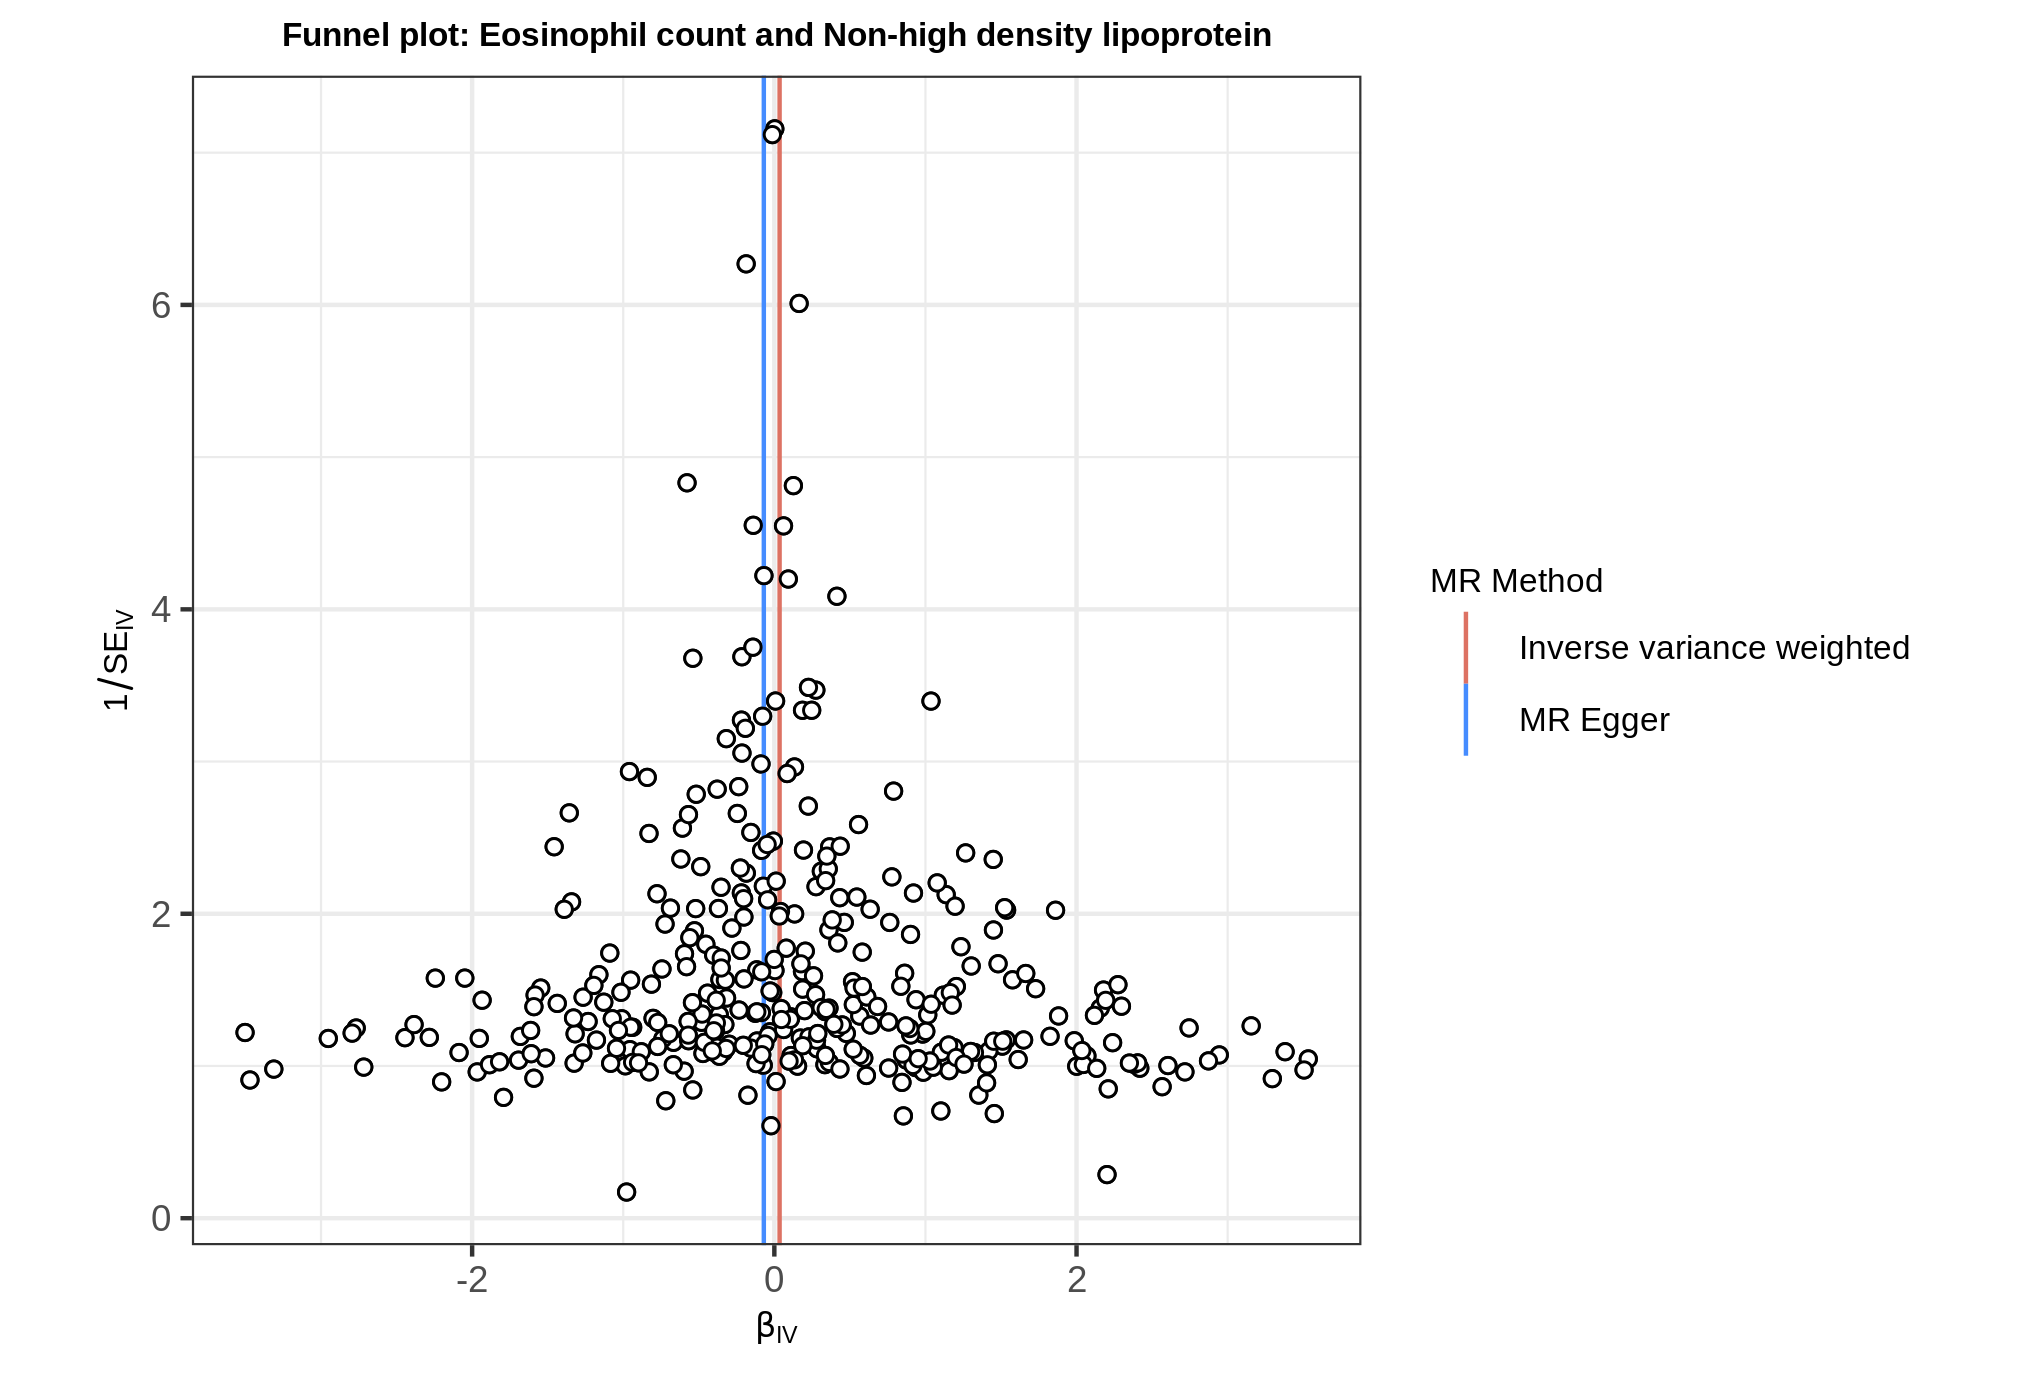 Funnel plot: Eosinophil count and Non-high density lipoprotein
1/SE_IV
6
4
2
0
-2
0
2
β_IV
MR Method
Inverse variance weighted
MR Egger